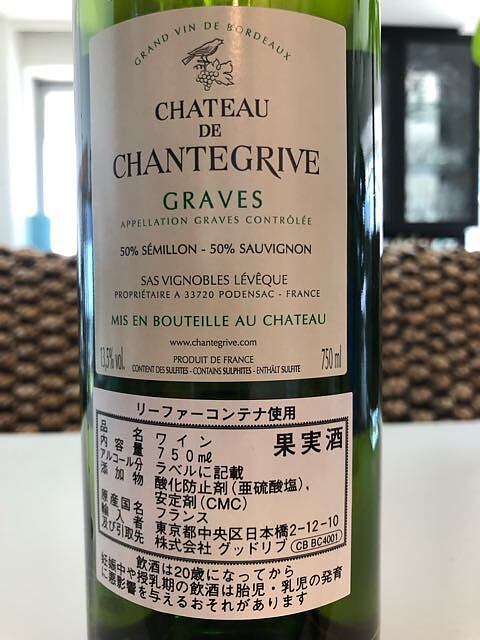 GRAND VIN DE BORDEAUX
CHATEAU
DE
CHANTEGRIVE
GRAVES
APPELLATION GRAVES CONTRÔLÉE
50% SÉMILLON - 50% SAUVIGNON
SAS VIGNOBLES LÉVÊQUE
PROPRIÉTAIRE A 33720 PODENSAC - FRANCE
MIS EN BOUTEILLE AU CHATEAU
www.chantegrive.com
13,5% vol. PRODUIT DE FRANCE 750 ml
CONTENT DES SULFITES - CONTAINS SULPHITES - ENTHÄLT SULFITE
リーファーコンテナ使用
品名 ワイン 果実酒
内容量 750㎖
アルコール分 ラベルに記載
添加物 酸化防止剤(亜硫酸塩)、
安定剤(CMC)
原産国名 フランス
輸入者 東京都中央区日本橋2-12-10
及び引取先 株式会社 グッドリブ CB BC4001
飲酒は20歳になってから
妊娠中や授乳期の飲酒は胎児・乳児の発育
に悪影響を与えるおそれがあります